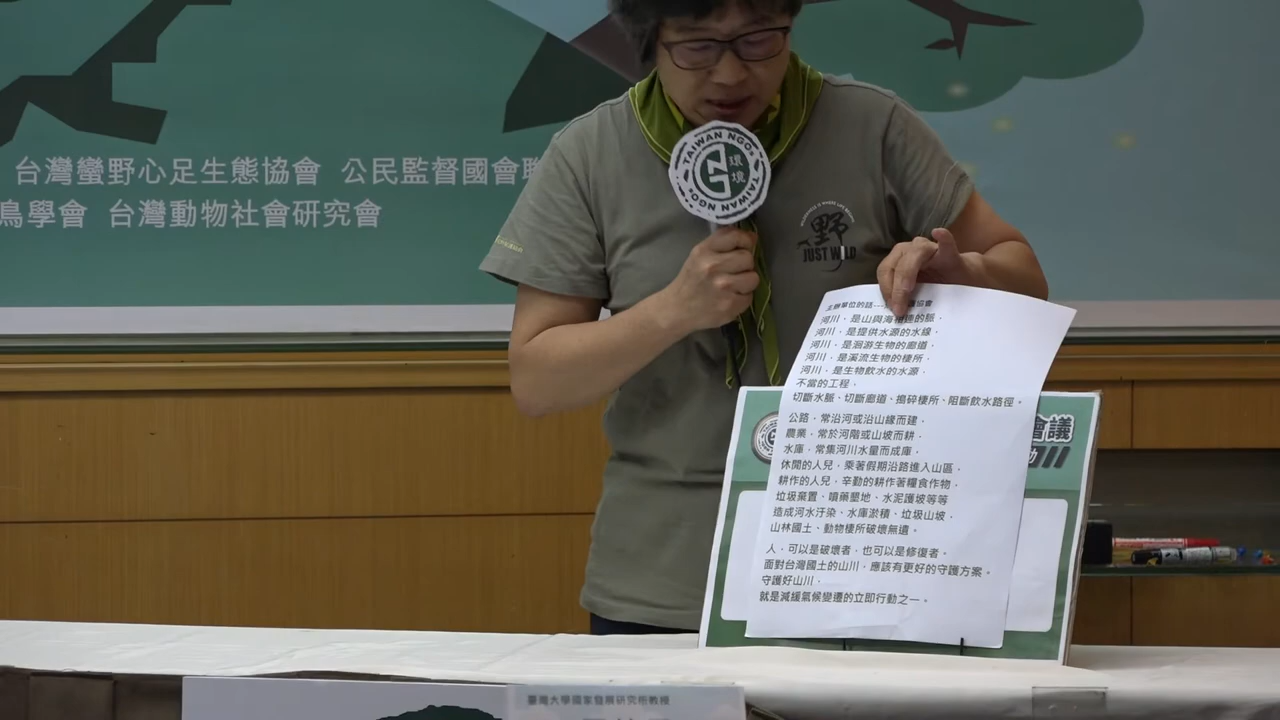 台灣蠻野心足生態協會 公民監督國會
鳥學會 台灣動物社會研究會
TAIWAN NGOs
環境
TAIWAN NGOs
野
JUST WILD
主辦單位的話
協會
河川，是山與海相連的脈，
河川，是提供水源的水線，
河川，是洄游生物的廊道，
河川，是溪流生物的棲所，
河川，是生物飲水的水源，
不當的工程，
切斷水脈、切斷廊道、搗碎棲所、阻斷飲水路徑。
公路，常沿河或沿山緣而建，
農業，常於河階或山坡而耕，
水庫，常集河川水量而成庫，
休閒的人兒，乘著假期沿路進入山區，
耕作的人兒，辛勤的耕作著糧食作物，
垃圾棄置、噴藥墾地、水泥護坡等等
造成河水汙染、水庫淤積、垃圾山坡，
山林國土、動物棲所破壞無遺。
人，可以是破壞者，也可以是修復者。
面對台灣國土的山川，應該有更好的守護方案。
守護好山川，
就是減緩氣候變遷的立即行動之一。
會議
臺灣大學國家發展研究所教授